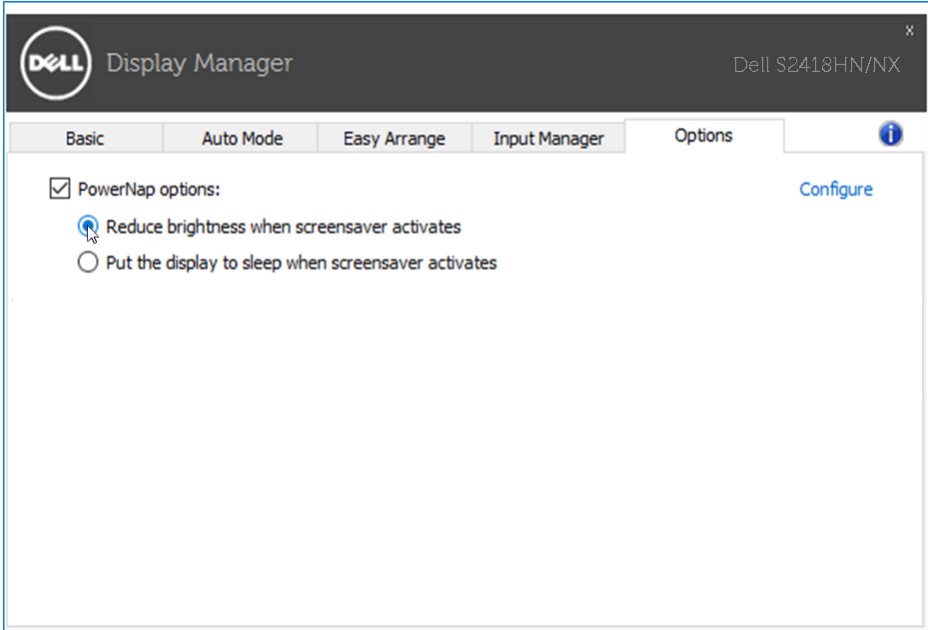 x
DELL Display Manager
Dell S2418HN/NX
Basic Auto Mode Easy Arrange Input Manager Options i
PowerNap options: Configure
Reduce brightness when screensaver activates
Put the display to sleep when screensaver activates